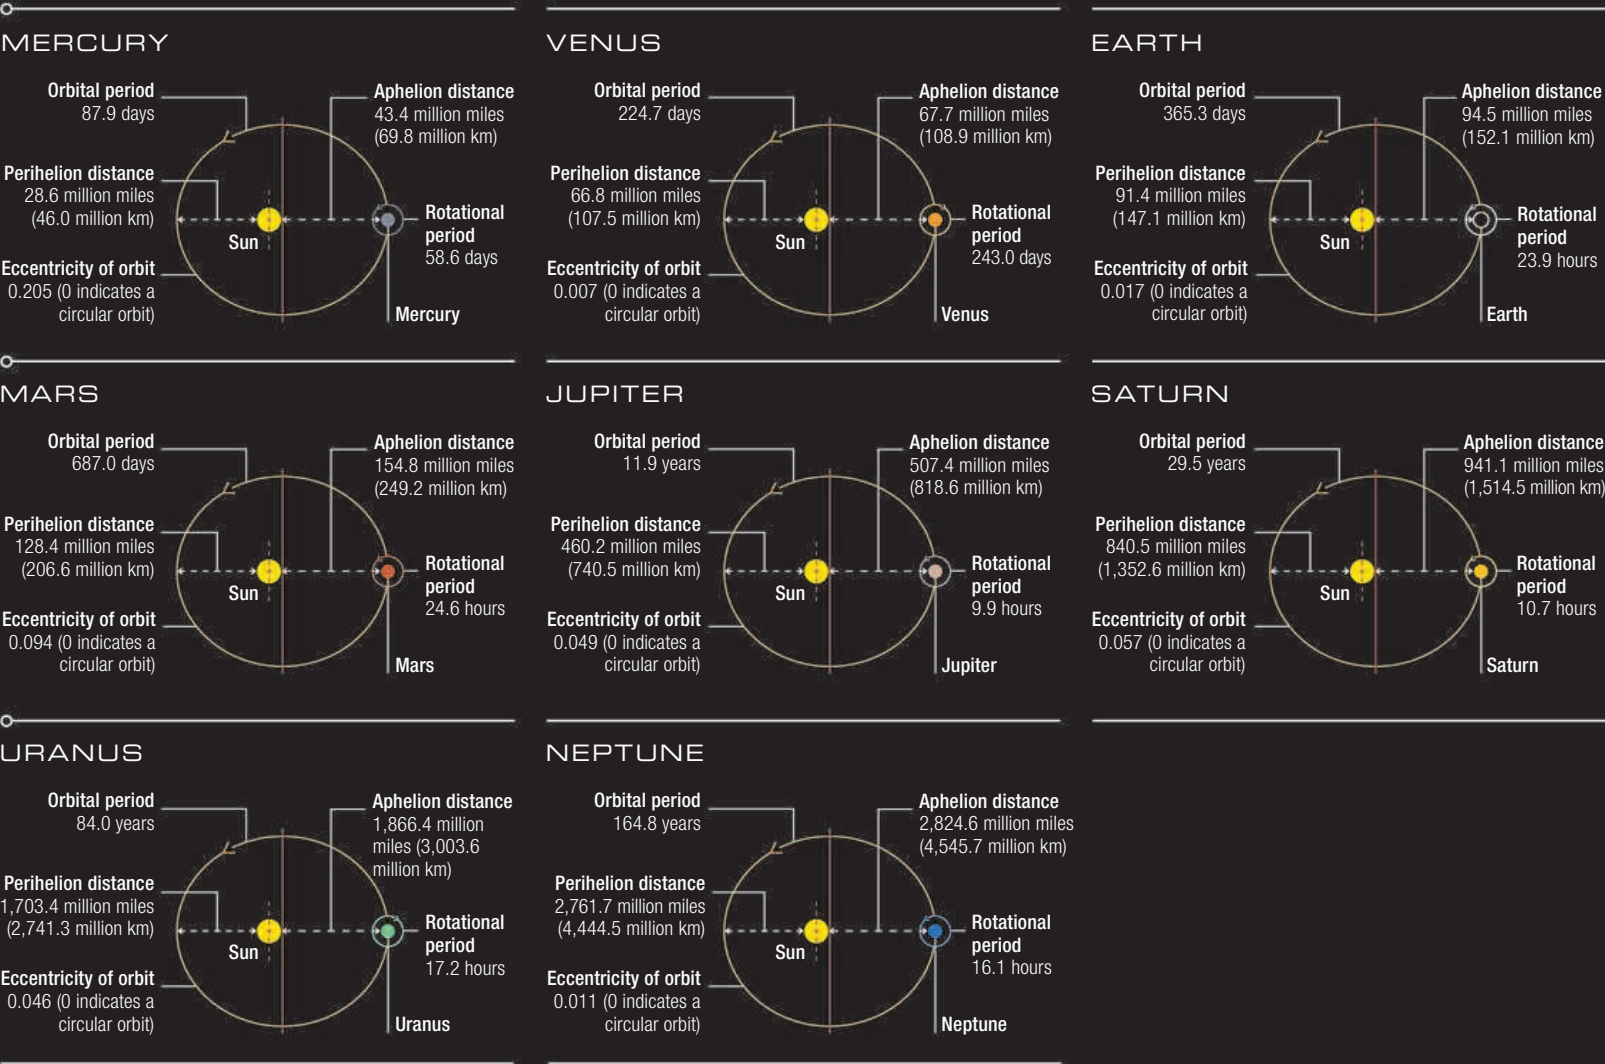 MERCURY
Orbital period
87.9 days
Aphelion distance
43.4 million miles
(69.8 million km)
Perihelion distance
28.6 million miles
(46.0 million km)
Sun
Rotational
period
58.6 days
Eccentricity of orbit
0.205 (0 indicates a
circular orbit)
Mercury
VENUS
Orbital period
224.7 days
Aphelion distance
67.7 million miles
(108.9 million km)
Perihelion distance
66.8 million miles
(107.5 million km)
Sun
Rotational
period
243.0 days
Eccentricity of orbit
0.007 (0 indicates a
circular orbit)
Venus
EARTH
Orbital period
365.3 days
Aphelion distance
94.5 million miles
(152.1 million km)
Perihelion distance
91.4 million miles
(147.1 million km)
Sun
Rotational
period
23.9 hours
Eccentricity of orbit
0.017 (0 indicates a
circular orbit)
Earth
MARS
Orbital period
687.0 days
Aphelion distance
154.8 million miles
(249.2 million km)
Perihelion distance
128.4 million miles
(206.6 million km)
Sun
Rotational
period
24.6 hours
Eccentricity of orbit
0.094 (0 indicates a
circular orbit)
Mars
JUPITER
Orbital period
11.9 years
Aphelion distance
507.4 million miles
(818.6 million km)
Perihelion distance
460.2 million miles
(740.5 million km)
Sun
Rotational
period
9.9 hours
Eccentricity of orbit
0.049 (0 indicates a
circular orbit)
Jupiter
SATURN
Orbital period
29.5 years
Aphelion distance
941.1 million miles
(1,514.5 million km)
Perihelion distance
840.5 million miles
(1,352.6 million km)
Sun
Rotational
period
10.7 hours
Eccentricity of orbit
0.057 (0 indicates a
circular orbit)
Saturn
URANUS
Orbital period
84.0 years
Aphelion distance
1,866.4 million
miles (3,003.6
million km)
Perihelion distance
1,703.4 million miles
(2,741.3 million km)
Sun
Rotational
period
17.2 hours
Eccentricity of orbit
0.046 (0 indicates a
circular orbit)
Uranus
NEPTUNE
Orbital period
164.8 years
Aphelion distance
2,824.6 million miles
(4,545.7 million km)
Perihelion distance
2,761.7 million miles
(4,444.5 million km)
Sun
Rotational
period
16.1 hours
Eccentricity of orbit
0.011 (0 indicates a
circular orbit)
Neptune